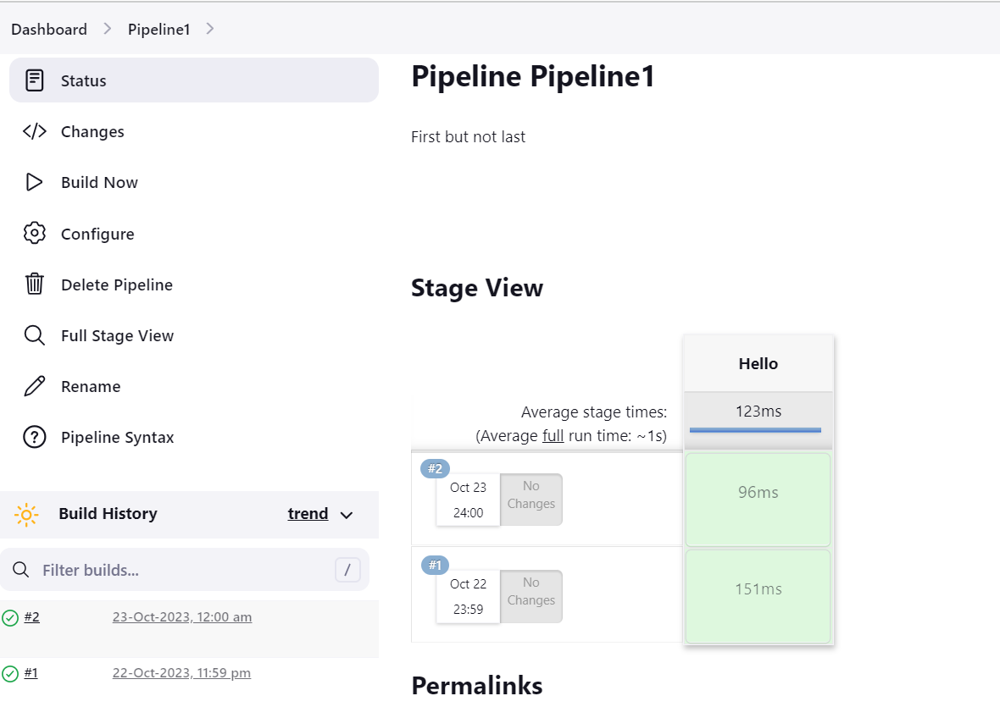 Dashboard > Pipeline1 >
Status
Changes
Build Now
Configure
Delete Pipeline
Full Stage View
Rename
Pipeline Syntax
Build History trend
Filter builds... /
#2 23-Oct-2023, 12:00 am
#1 22-Oct-2023, 11:59 pm
Pipeline Pipeline1
First but not last
Stage View
Hello
Average stage times: 123ms
(Average full run time: ~1s)
#2
Oct 23
24:00
No
Changes
96ms
#1
Oct 22
23:59
No
Changes
151ms
Permalinks